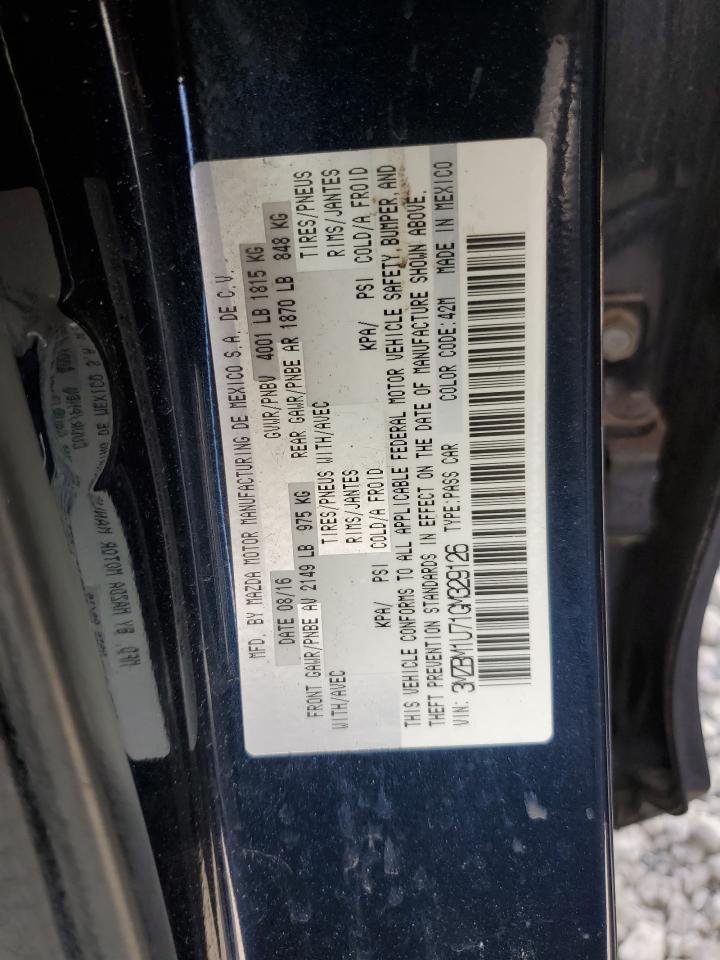 MFD. BY MAZDA MOTOR MANUFACTURING DE MEXICO S.A. DE C.V.
DATE 08/16 GVWR/PNBV 4001 LB 1815 KG
FRONT GAWR/PNBE AV 2149 LB 975 KG REAR GAWR/PNBE AR 1870 LB 848 KG
WITH/AVEC TIRES/PNEUS WITH/AVEC TIRES/PNEUS
RIMS/JANTES RIMS/JANTES
KPA/ PSI COLD/A FROID KPA/ PSI COLD/A FROID
THIS VEHICLE CONFORMS TO ALL APPLICABLE FEDERAL MOTOR VEHICLE SAFETY, BUMPER, AND
THEFT PREVENTION STANDARDS IN EFFECT ON THE DATE OF MANUFACTURE SHOWN ABOVE.
VIN: 3MZBM1U71GM329126 TYPE:PASS CAR COLOR CODE:42M MADE IN MEXICO